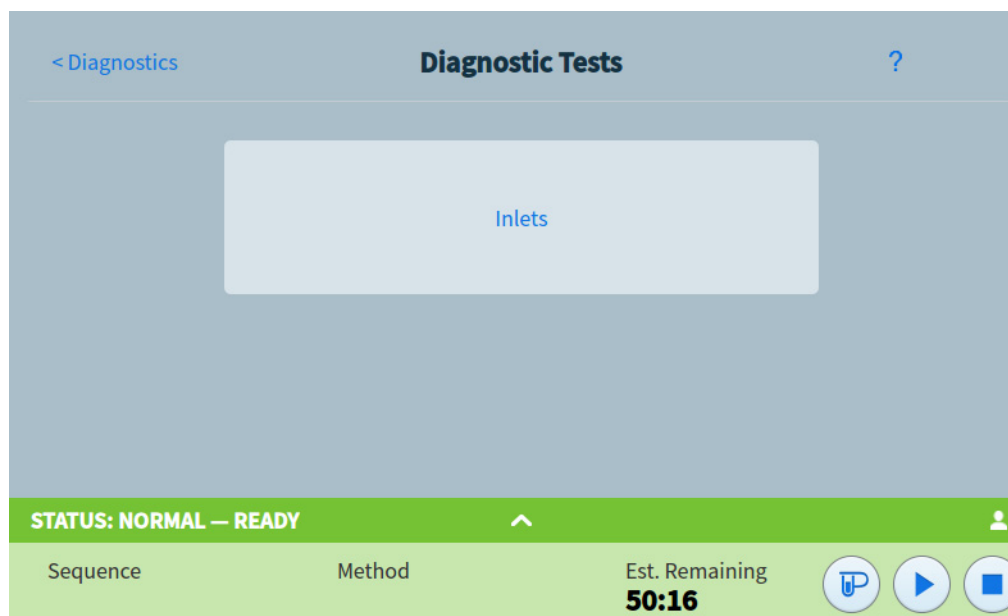 < Diagnostics
Diagnostic Tests
?
Inlets
STATUS: NORMAL — READY
Sequence
Method
Est. Remaining
50:16